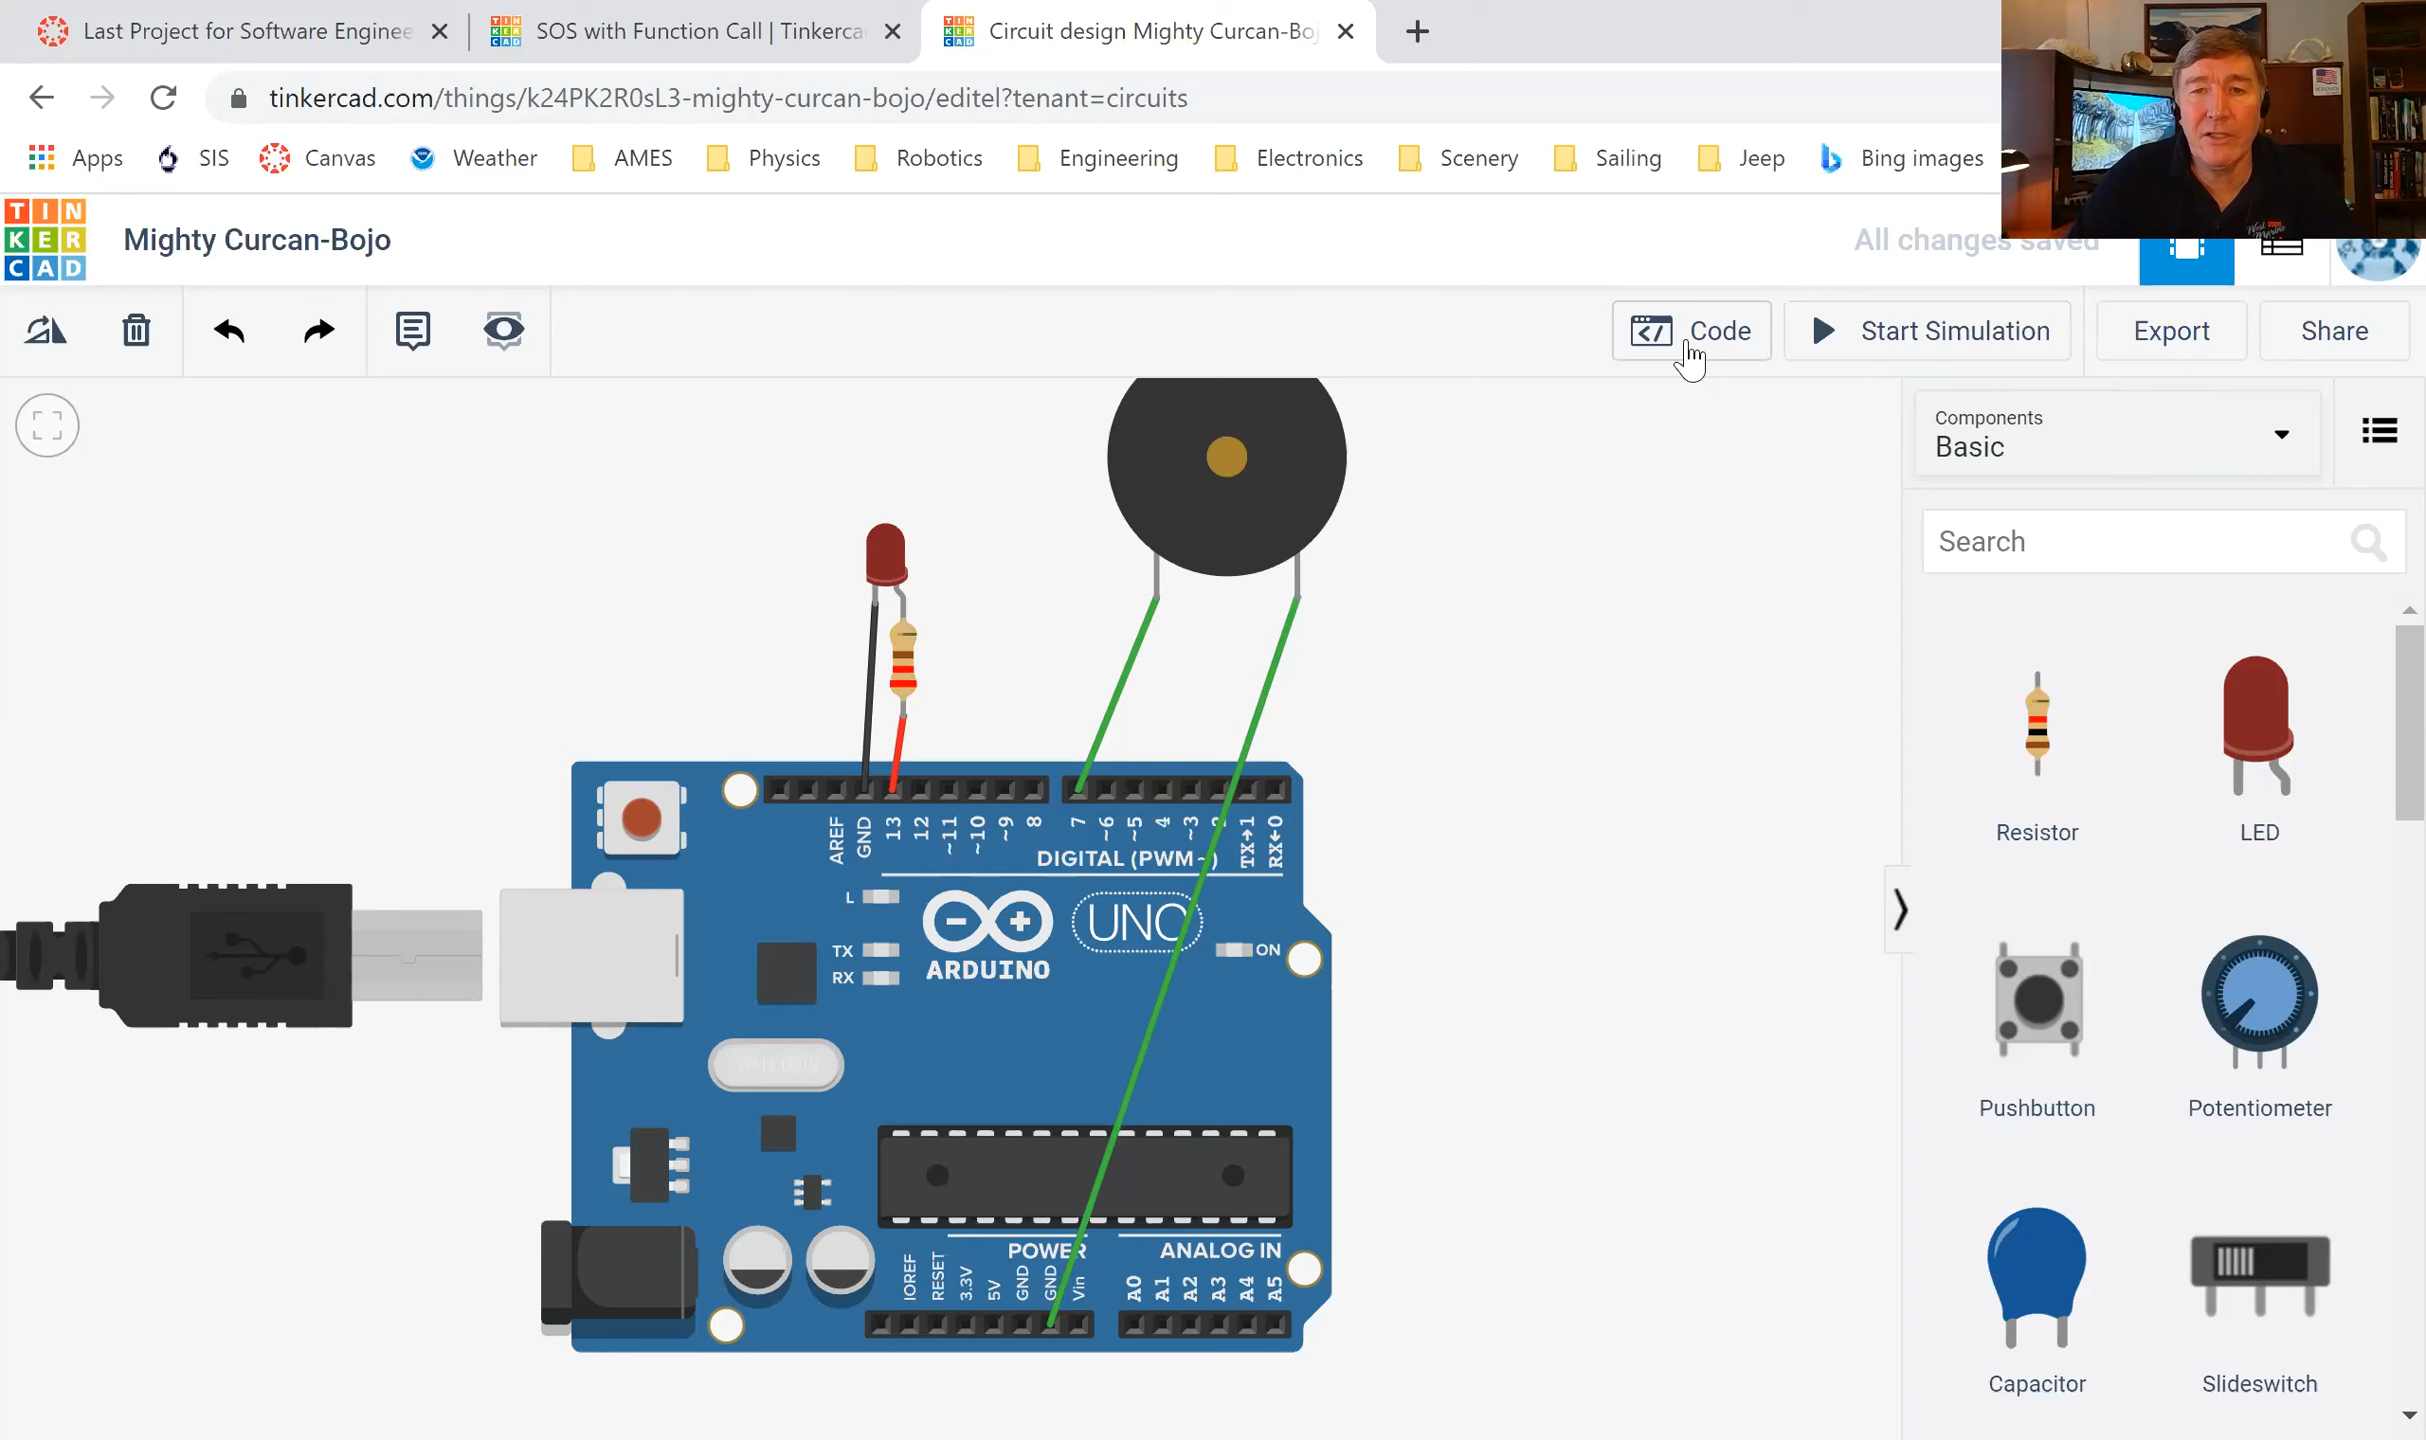 Last Project for Software Enginee
SOS with Function Call | Tinkerca
Circuit design Mighty Curcan-Boj
tinkercad.com/things/k24PK2R0sL3-mighty-curcan-bojo/editel?tenant=circuits
Apps
SIS
Canvas
Weather
AMES
Physics
Robotics
Engineering
Electronics
Scenery
Sailing
Jeep
Bing images
TIN
KER
CAD
Mighty Curcan-Bojo
All changes saved
Code
Start Simulation
Export
Share
Components
Basic
Search
Resistor
LED
Pushbutton
Potentiometer
Capacitor
Slideswitch
AREF
GND
13
12
~11
~10
~9
8
7
~6
~5
4
~3
2
TX→1
RX←0
DIGITAL (PWM~)
L
TX
RX
ARDUINO
UNO
ON
POWER
ANALOG IN
IOREF
RESET
3.3V
5V
GND
GND
Vin
A0
A1
A2
A3
A4
A5